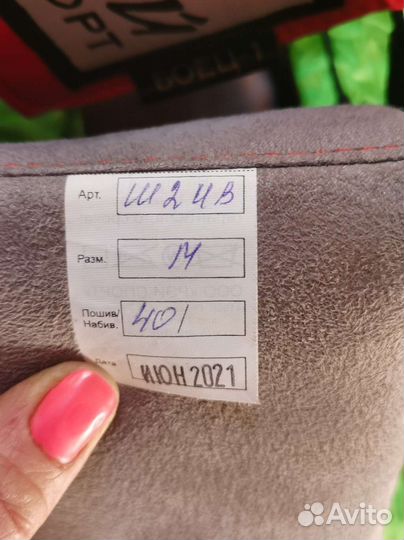 ОРТ
БОЕЦ-1
Арт. Ш2ИВ
Разм. М
Пошив/
Набив. 401
Дата ИЮН 2021
Avito